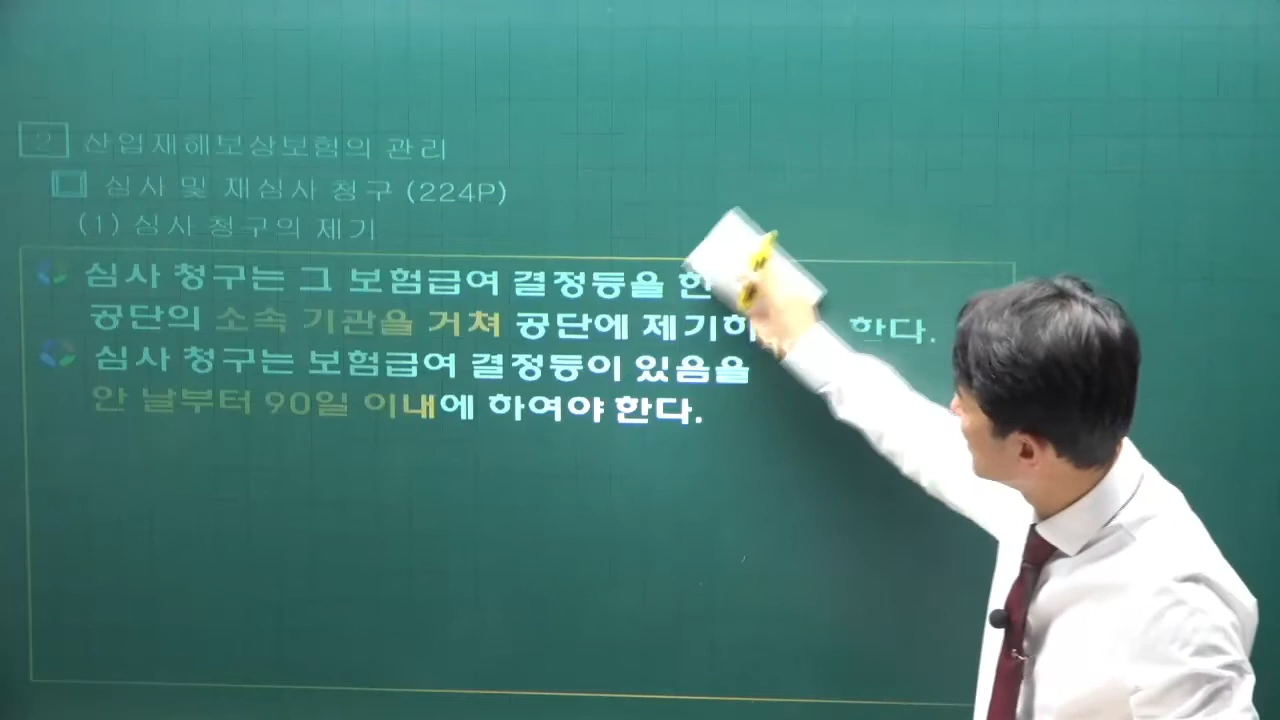 2 산업재해보상보험의 관리
심사 및 재심사 청구 (224P)
(1) 심사 청구의 제기
심사 청구는 그 보험급여 결정등을 한
공단의 소속 기관을 거쳐 공단에 제기하 한다.
심사 청구는 보험급여 결정등이 있음을
안 날부터 90일 이내에 하여야 한다.